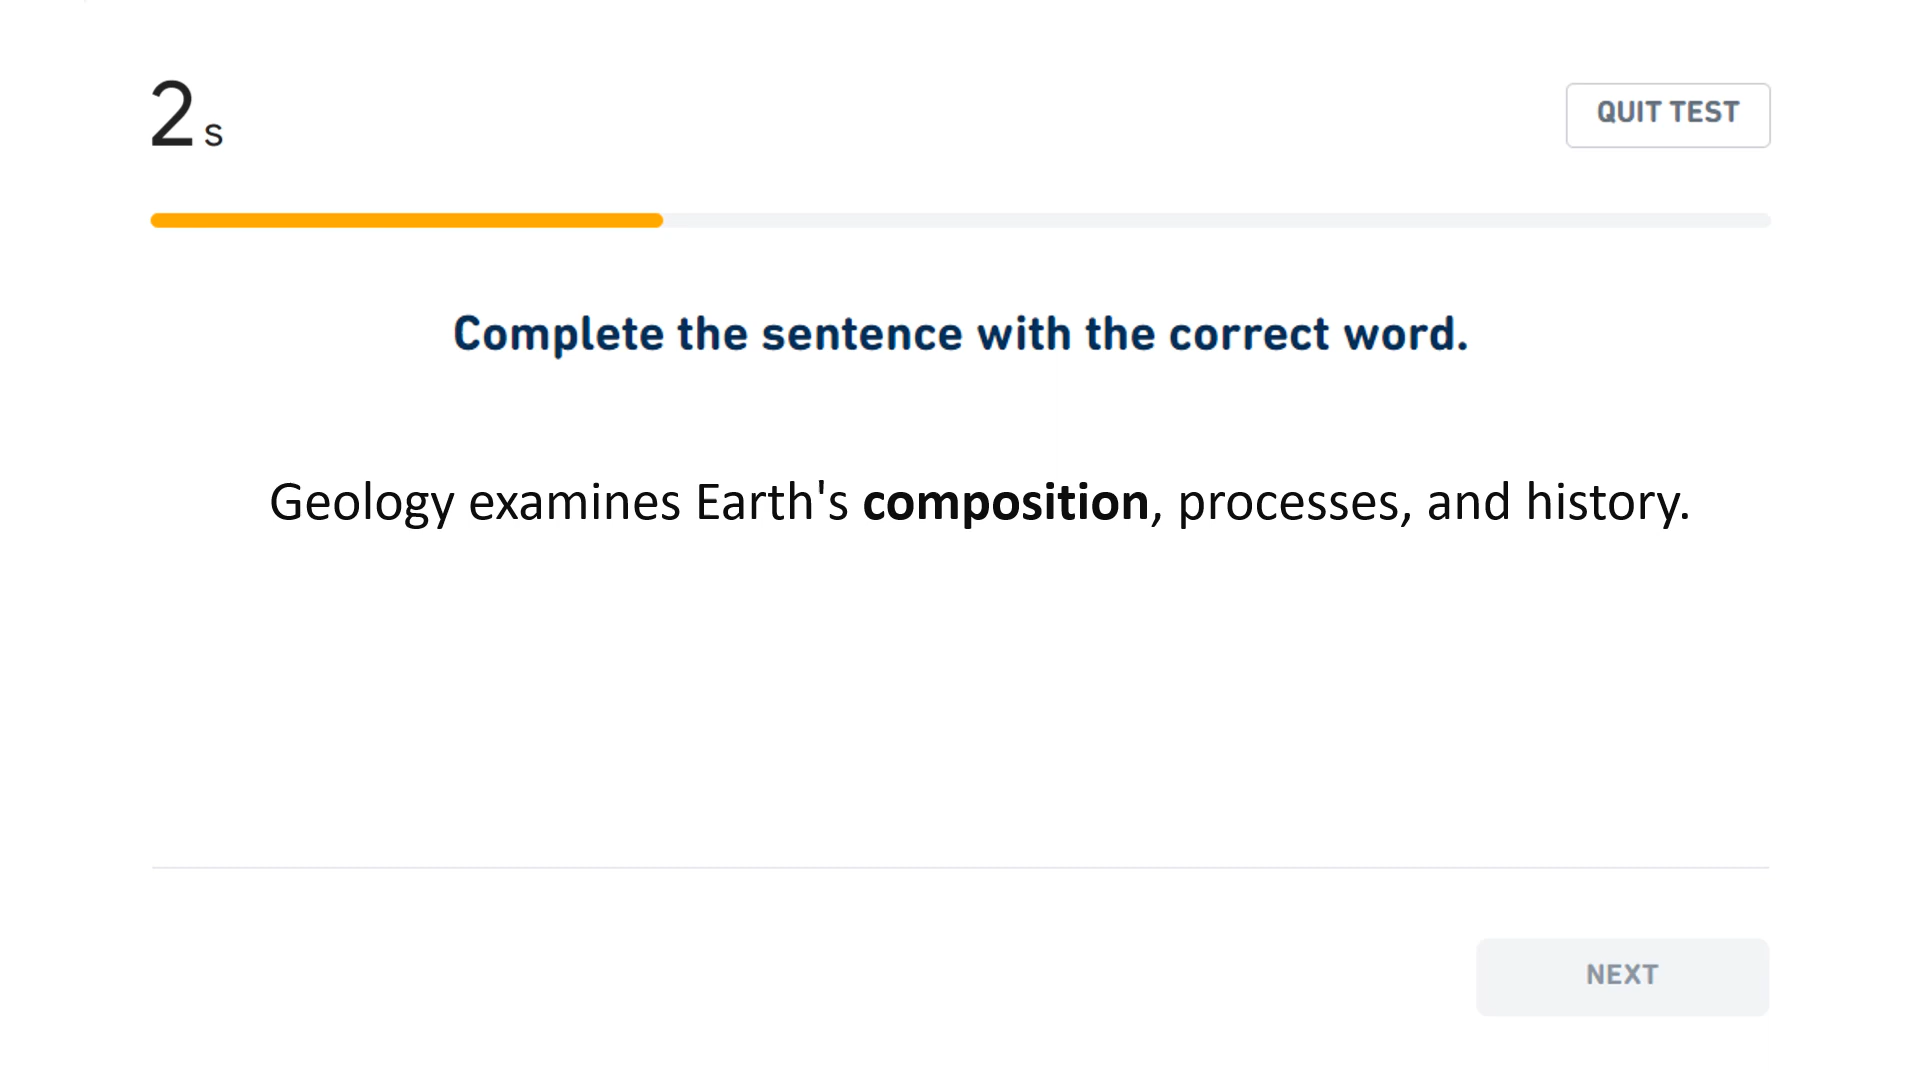 2 s
QUIT TEST
Complete the sentence with the correct word.
Geology examines Earth's composition, processes, and history.
NEXT